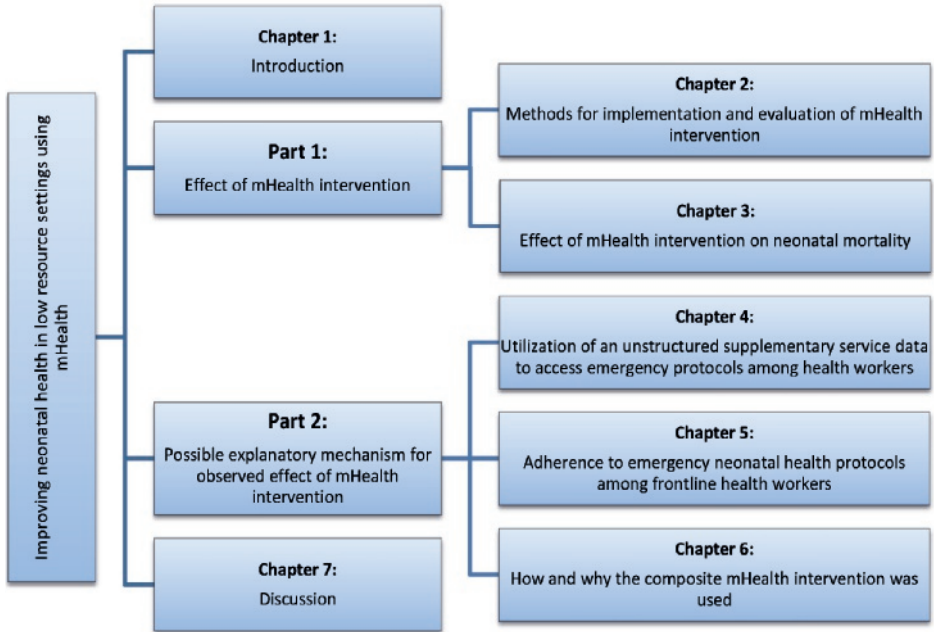 Improving neonatal health in low resource settings using
mHealth
Chapter 1:
Introduction
Part 1:
Effect of mHealth intervention
Chapter 2:
Methods for implementation and evaluation of mHealth
intervention
Chapter 3:
Effect of mHealth intervention on neonatal mortality
Part 2:
Possible explanatory mechanism for
observed effect of mHealth
intervention
Chapter 4:
Utilization of an unstructured supplementary service data
to access emergency protocols among health workers
Chapter 5:
Adherence to emergency neonatal health protocols
among frontline health workers
Chapter 6:
How and why the composite mHealth intervention was
used
Chapter 7:
Discussion